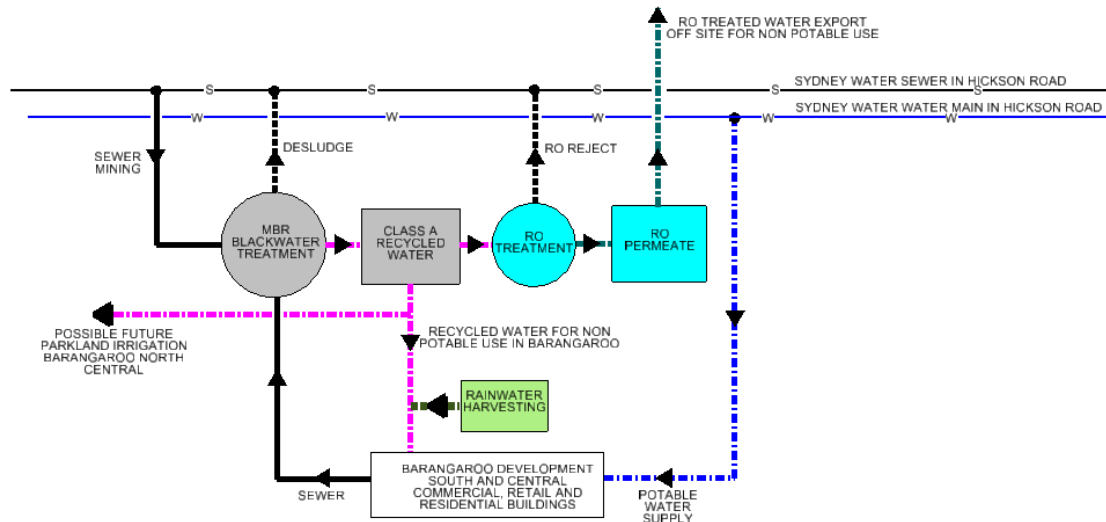 RO TREATED WATER EXPORT
OFF SITE FOR NON POTABLE USE
SYDNEY WATER SEWER IN HICKSON ROAD
S S S S S
SYDNEY WATER WATER MAIN IN HICKSON ROAD
W W W W W
SEWER
MINING
DESLUDGE
RO REJECT
MBR
BLACKWATER
TREATMENT
CLASS A
RECYCLED
WATER
RO
TREATMENT
RO
PERMEATE
POSSIBLE FUTURE
PARKLAND IRRIGATION
BARANGAROO NORTH
CENTRAL
RECYCLED WATER FOR NON
POTABLE USE IN BARANGAROO
RAINWATER
HARVESTING
BARANGAROO DEVELOPMENT
SOUTH AND CENTRAL
COMMERCIAL, RETAIL AND
RESIDENTIAL BUILDINGS
SEWER
POTABLE
WATER
SUPPLY